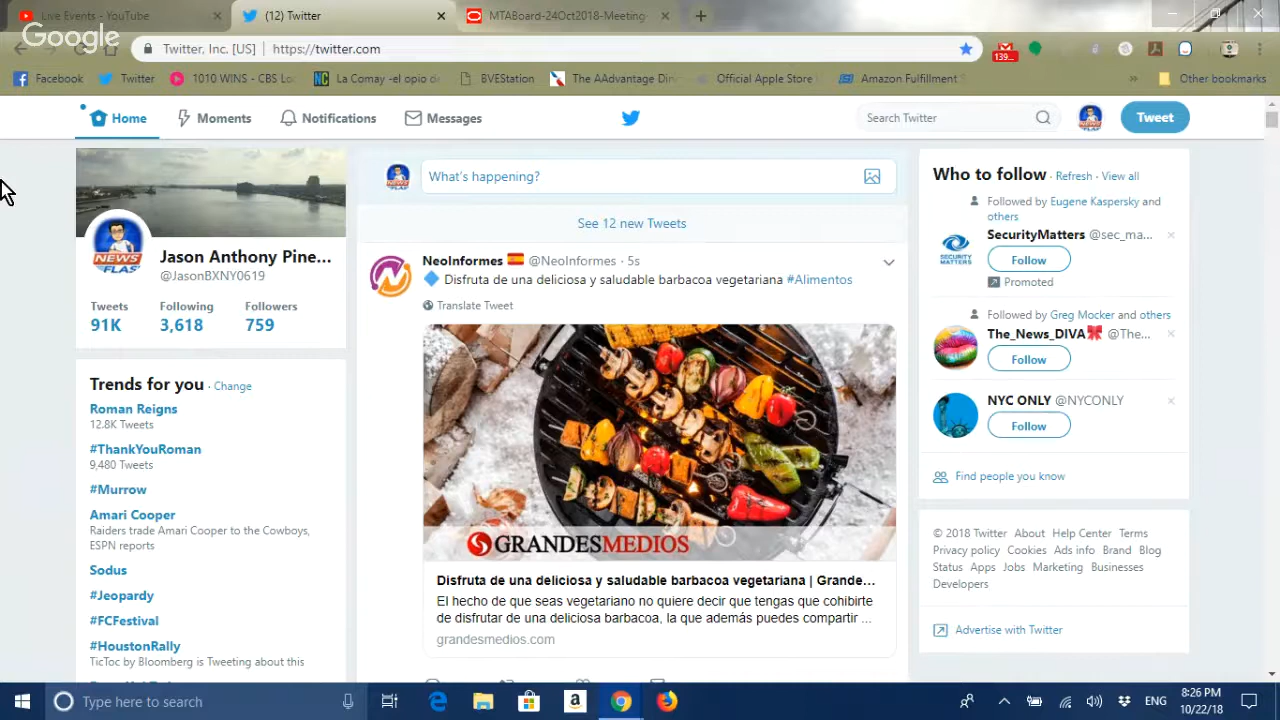 Live Events - YouTube
(12) Twitter
MTABoard-24Oct2018-Meeting-
Google
Twitter, Inc. [US] | https://twitter.com
139...
Facebook
Twitter
1010 WINS - CBS Lo
La Comay -el opio de
BVEStation
The AAdvantage Din
Official Apple Store
Amazon Fulfillment S
Other bookmarks
Home
Moments
Notifications
Messages
Search Twitter
Tweet
NEWS
FLAS
Jason Anthony Pine...
@JasonBXNY0619
Tweets Following Followers
91K 3,618 759
Trends for you · Change
Roman Reigns
12.8K Tweets
#ThankYouRoman
9,480 Tweets
#Murrow
Amari Cooper
Raiders trade Amari Cooper to the Cowboys,
ESPN reports
Sodus
#Jeopardy
#FCFestival
#HoustonRally
TicToc by Bloomberg is Tweeting about this
What's happening?
See 12 new Tweets
NeoInformes @NeoInformes · 5s
Disfruta de una deliciosa y saludable barbacoa vegetariana #Alimentos
Translate Tweet
GRANDESMEDIOS
Disfruta de una deliciosa y saludable barbacoa vegetariana | Grande...
El hecho de que seas vegetariano no quiere decir que tengas que cohibirte
de disfrutar de una deliciosa barbacoa, la que además puedes compartir ...
grandesmedios.com
Who to follow · Refresh · View all
Followed by Eugene Kaspersky and
others
SecurityMatters @sec_ma...
SECURITY
MATTERS
Follow
Promoted
Followed by Greg Mocker and others
The_News_DIVA @The...
Follow
NYC ONLY @NYCONLY
Follow
Find people you know
© 2018 Twitter About Help Center Terms
Privacy policy Cookies Ads info Brand Blog
Status Apps Jobs Marketing Businesses
Developers
Advertise with Twitter
Type here to search
ENG
8:26 PM
10/22/18